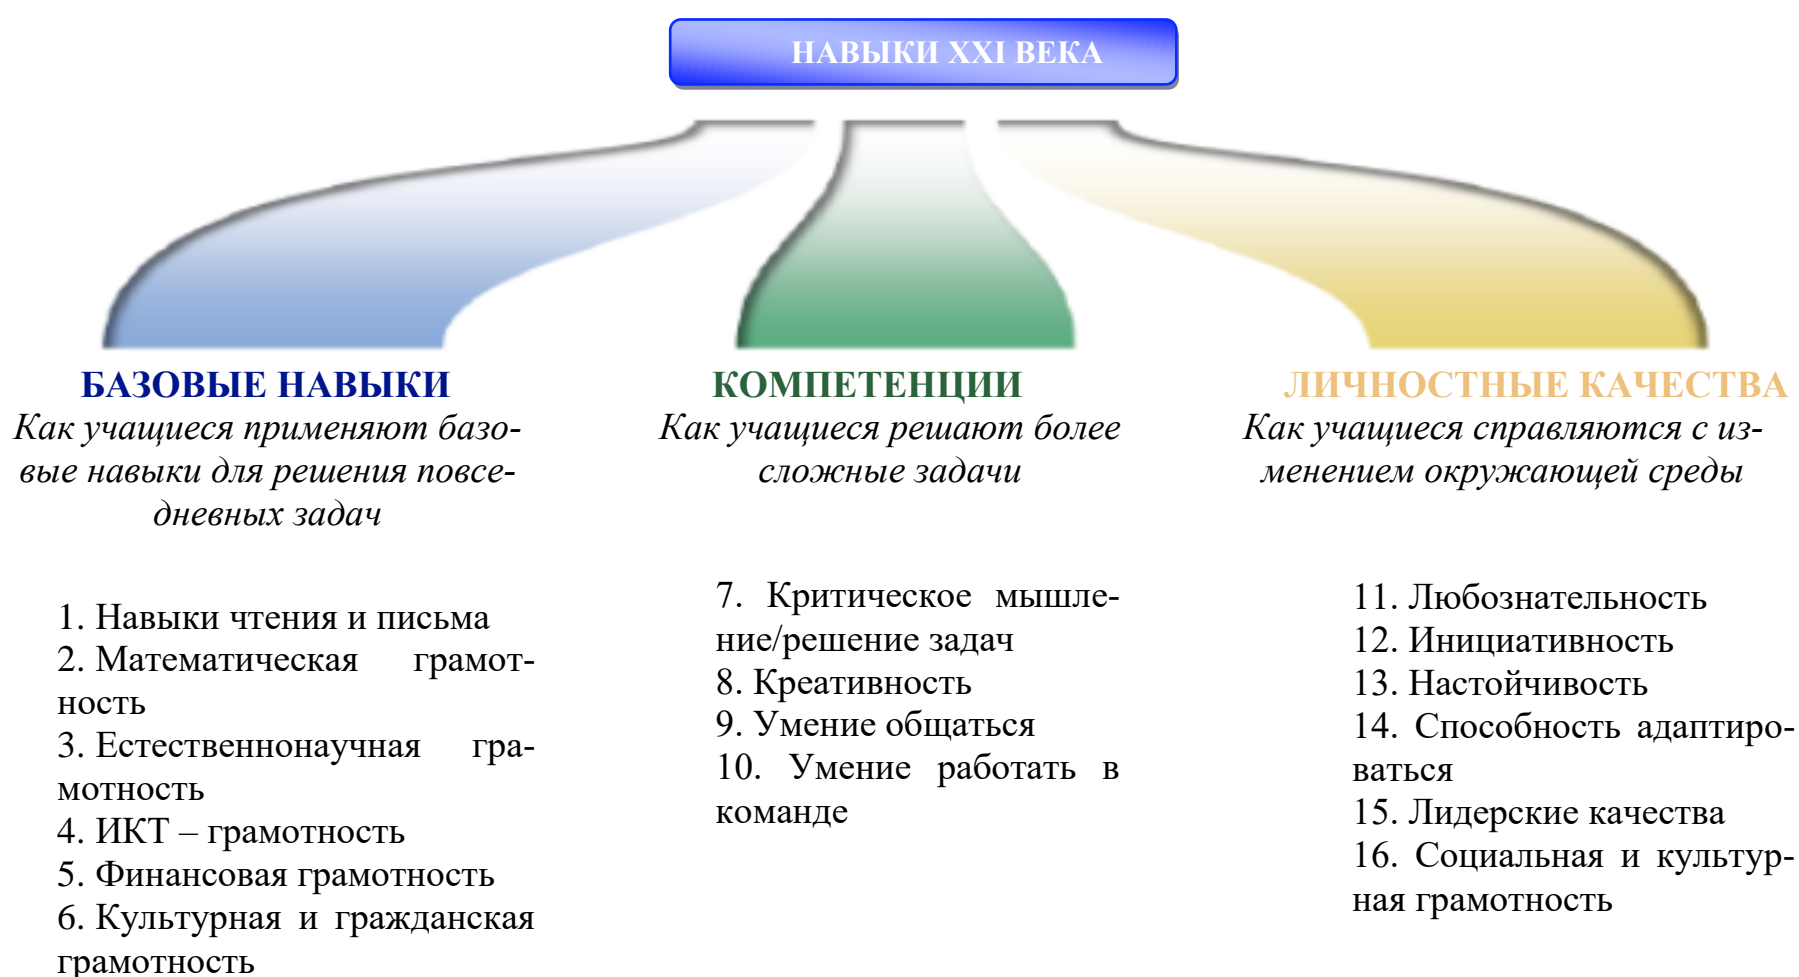 НАВЫКИ XXI ВЕКА
БАЗОВЫЕ НАВЫКИ
Как учащиеся применяют базо-
вые навыки для решения повсе-
дневных задач
1. Навыки чтения и письма
2. Математическая грамот-
ность
3. Естественнонаучная гра-
мотность
4. ИКТ – грамотность
5. Финансовая грамотность
6. Культурная и гражданская
грамотность
КОМПЕТЕНЦИИ
Как учащиеся решают более
сложные задачи
7. Критическое мышле-
ние/решение задач
8. Креативность
9. Умение общаться
10. Умение работать в
команде
ЛИЧНОСТНЫЕ КАЧЕСТВА
Как учащиеся справляются с из-
менением окружающей среды
11. Любознательность
12. Инициативность
13. Настойчивость
14. Способность адаптиро-
ваться
15. Лидерские качества
16. Социальная и культур-
ная грамотность